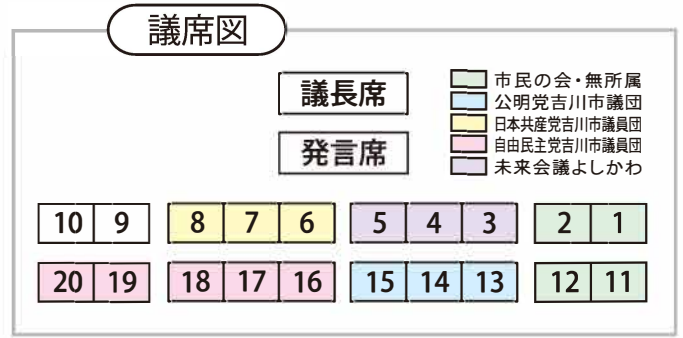 議席図
議長席
発言席
市民の会・無所属
公明党吉川市議団
日本共産党吉川市議員団
自由民主党吉川市議員団
未来会議よしかわ
10 9 8 7 6 5 4 3 2 1
20 19 18 17 16 15 14 13 12 11